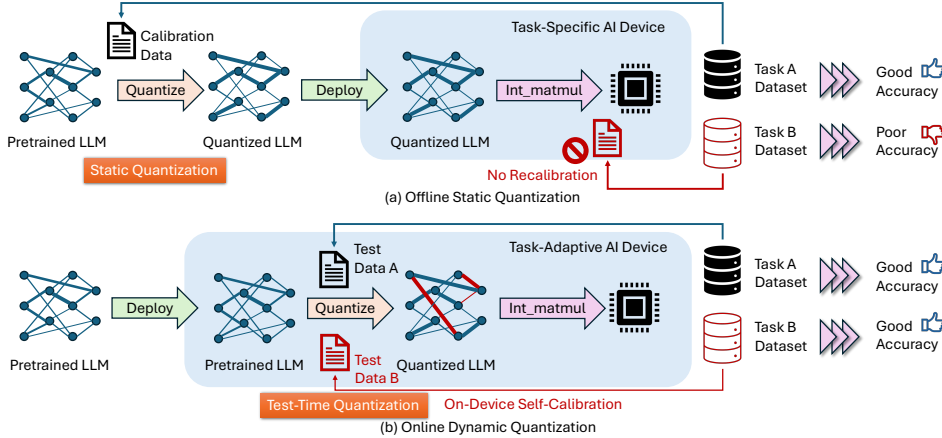 Calibration
Data
Quantize
Pretrained LLM
Quantized LLM
Static Quantization
Deploy
Task-Specific AI Device
Quantized LLM
Int_matmul
No Recalibration
Task A
Dataset
Good
Accuracy
Task B
Dataset
Poor
Accuracy
(a) Offline Static Quantization
Pretrained LLM
Deploy
Task-Adaptive AI Device
Test
Data A
Pretrained LLM
Quantize
Quantized LLM
Int_matmul
Test
Data B
Test-Time Quantization
On-Device Self-Calibration
Task A
Dataset
Good
Accuracy
Task B
Dataset
Good
Accuracy
(b) Online Dynamic Quantization